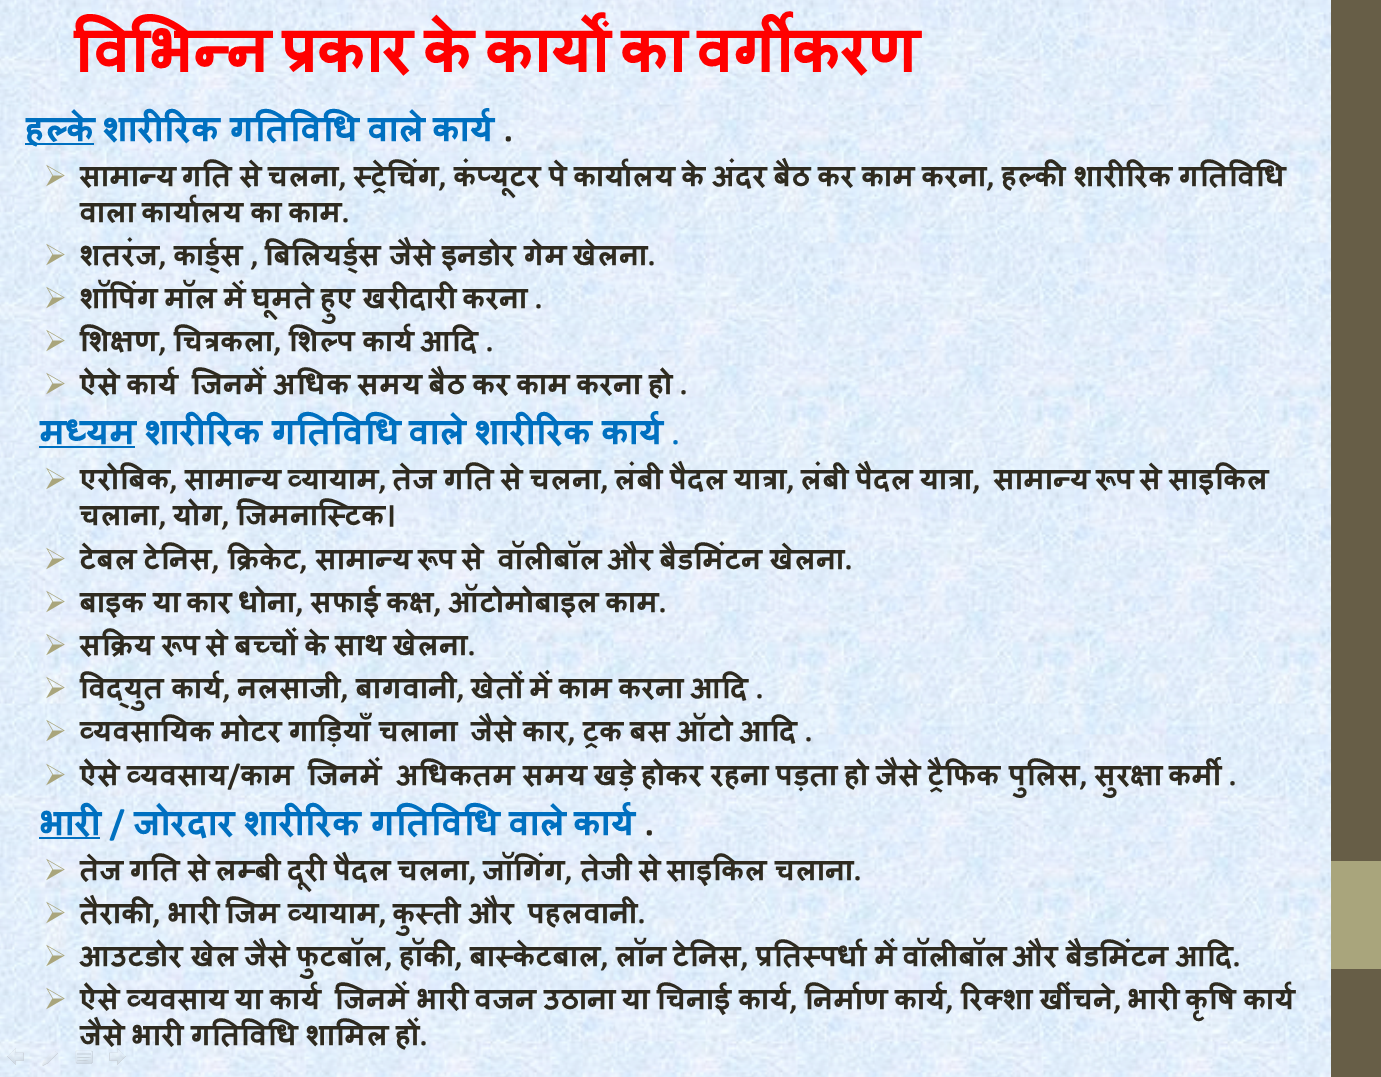 विभिन्न प्रकार के कार्यों का वर्गीकरण
हल्के शारीरिक गतिविधि वाले कार्य .
सामान्य गति से चलना, स्ट्रेचिंग, कंप्यूटर पे कार्यालय के अंदर बैठ कर काम करना, हल्की शारीरिक गतिविधि
वाला कार्यालय का काम.
शतरंज, कार्ड्स , बिलियर्ड्स जैसे इनडोर गेम खेलना.
शॉपिंग मॉल में घूमते हुए खरीदारी करना .
शिक्षण, चित्रकला, शिल्प कार्य आदि .
ऐसे कार्य जिनमें अधिक समय बैठ कर काम करना हो .
मध्यम शारीरिक गतिविधि वाले शारीरिक कार्य .
एरोबिक, सामान्य व्यायाम, तेज गति से चलना, लंबी पैदल यात्रा, लंबी पैदल यात्रा, सामान्य रूप से साइकिल
चलाना, योग, जिमनास्टिक।
टेबल टेनिस, क्रिकेट, सामान्य रूप से वॉलीबॉल और बैडमिंटन खेलना.
बाइक या कार धोना, सफाई कक्ष, ऑटोमोबाइल काम.
सक्रिय रूप से बच्चों के साथ खेलना.
विद्युत कार्य, नलसाजी, बागवानी, खेतों में काम करना आदि .
व्यवसायिक मोटर गाड़ियाँ चलाना जैसे कार, ट्रक बस ऑटो आदि .
ऐसे व्यवसाय/काम जिनमें अधिकतम समय खड़े होकर रहना पड़ता हो जैसे ट्रैफिक पुलिस, सुरक्षा कर्मी .
भारी / जोरदार शारीरिक गतिविधि वाले कार्य .
तेज गति से लम्बी दूरी पैदल चलना, जॉगिंग, तेजी से साइकिल चलाना.
तैराकी, भारी जिम व्यायाम, कुस्ती और पहलवानी.
आउटडोर खेल जैसे फुटबॉल, हॉकी, बास्केटबाल, लॉन टेनिस, प्रतिस्पर्धा में वॉलीबॉल और बैडमिंटन आदि.
ऐसे व्यवसाय या कार्य जिनमें भारी वजन उठाना या चिनाई कार्य, निर्माण कार्य, रिक्शा खींचने, भारी कृषि कार्य
जैसे भारी गतिविधि शामिल हों.